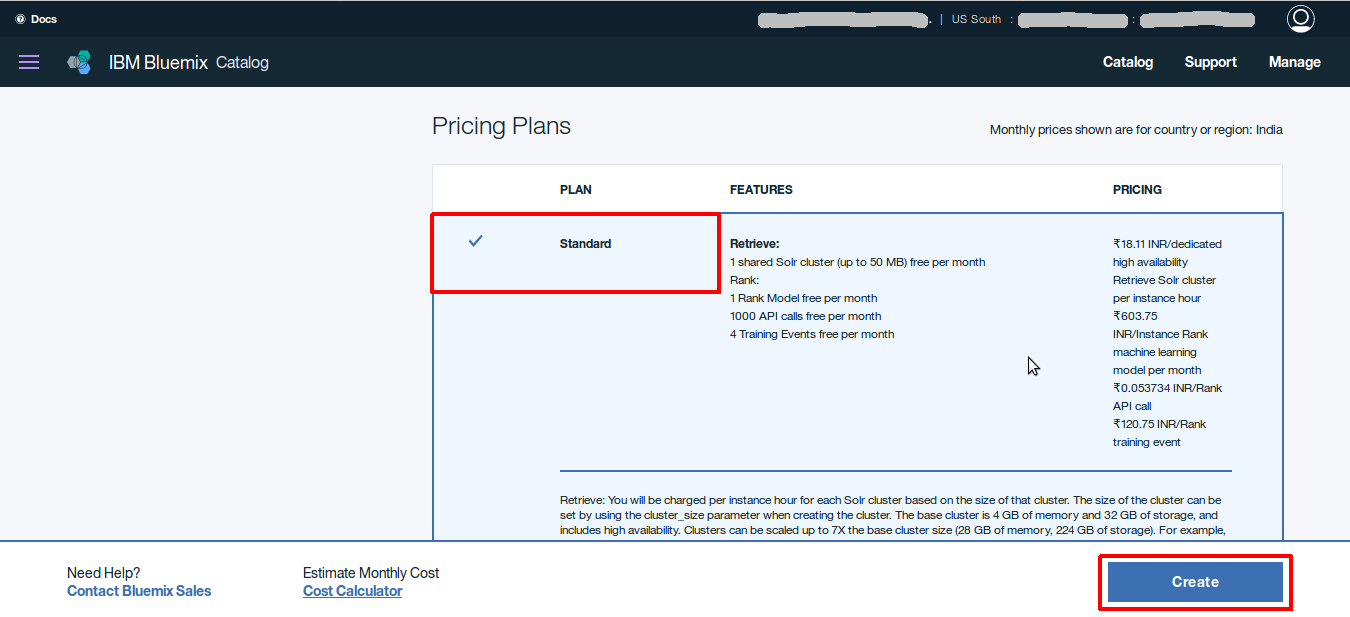 Docs
. | US South : :
IBM Bluemix Catalog
Catalog Support Manage
Pricing Plans
Monthly prices shown are for country or region: India
PLAN FEATURES PRICING
Standard
Retrieve:
1 shared Solr cluster (up to 50 MB) free per month
Rank:
1 Rank Model free per month
1000 API calls free per month
4 Training Events free per month
₹18.11 INR/dedicated
high availability
Retrieve Solr cluster
per instance hour
₹603.75
INR/Instance Rank
machine learning
model per month
₹0.053734 INR/Rank
API call
₹120.75 INR/Rank
training event
Retrieve: You will be charged per instance hour for each Solr cluster based on the size of that cluster. The size of the cluster can be
set by using the cluster_size parameter when creating the cluster. The base cluster is 4 GB of memory and 32 GB of storage, and
includes high availability. Clusters can be scaled up to 7X the base cluster size (28 GB of memory, 224 GB of storage). For example,
Need Help?
Contact Bluemix Sales
Estimate Monthly Cost
Cost Calculator
Create